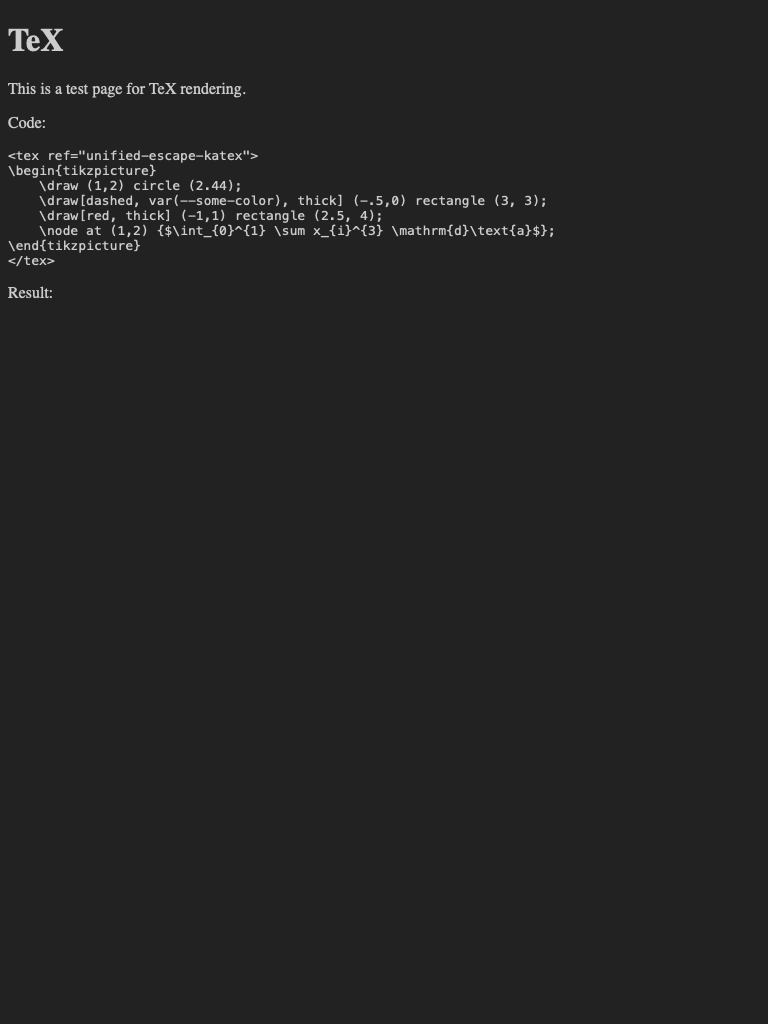 TeX
This is a test page for TeX rendering.
Code:
<tex ref="unified-escape-katex">
\begin{tikzpicture}
    \draw (1,2) circle (2.44);
    \draw[dashed, var(--some-color), thick] (-.5,0) rectangle (3, 3);
    \draw[red, thick] (-1,1) rectangle (2.5, 4);
    \node at (1,2) {$\int_{0}^{1} \sum x_{i}^{3} \mathrm{d}\text{a}$};
\end{tikzpicture}
</tex>
Result: